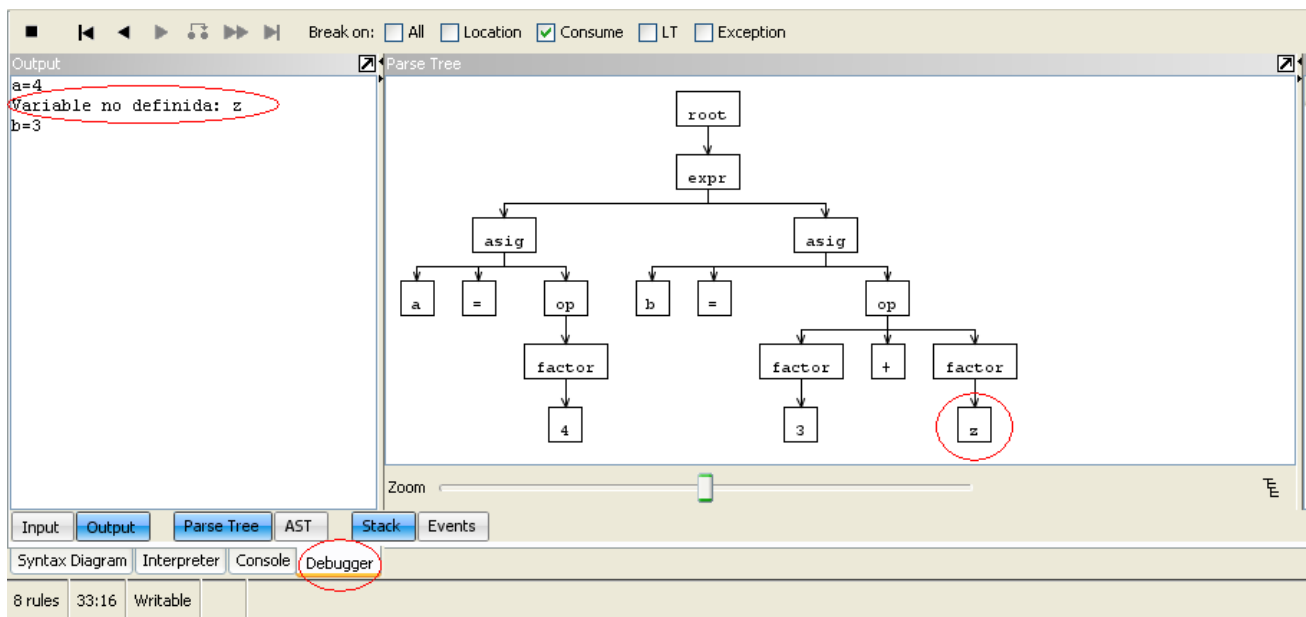 Break on: All Location Consume LT Exception
Output
Parse Tree
a=4
Variable no definida: z
b=3
root
expr
asig asig
a = op b = op
factor factor + factor
4 3 z
Zoom
Input Output Parse Tree AST Stack Events
Syntax Diagram Interpreter Console Debugger
8 rules 33:16 Writable